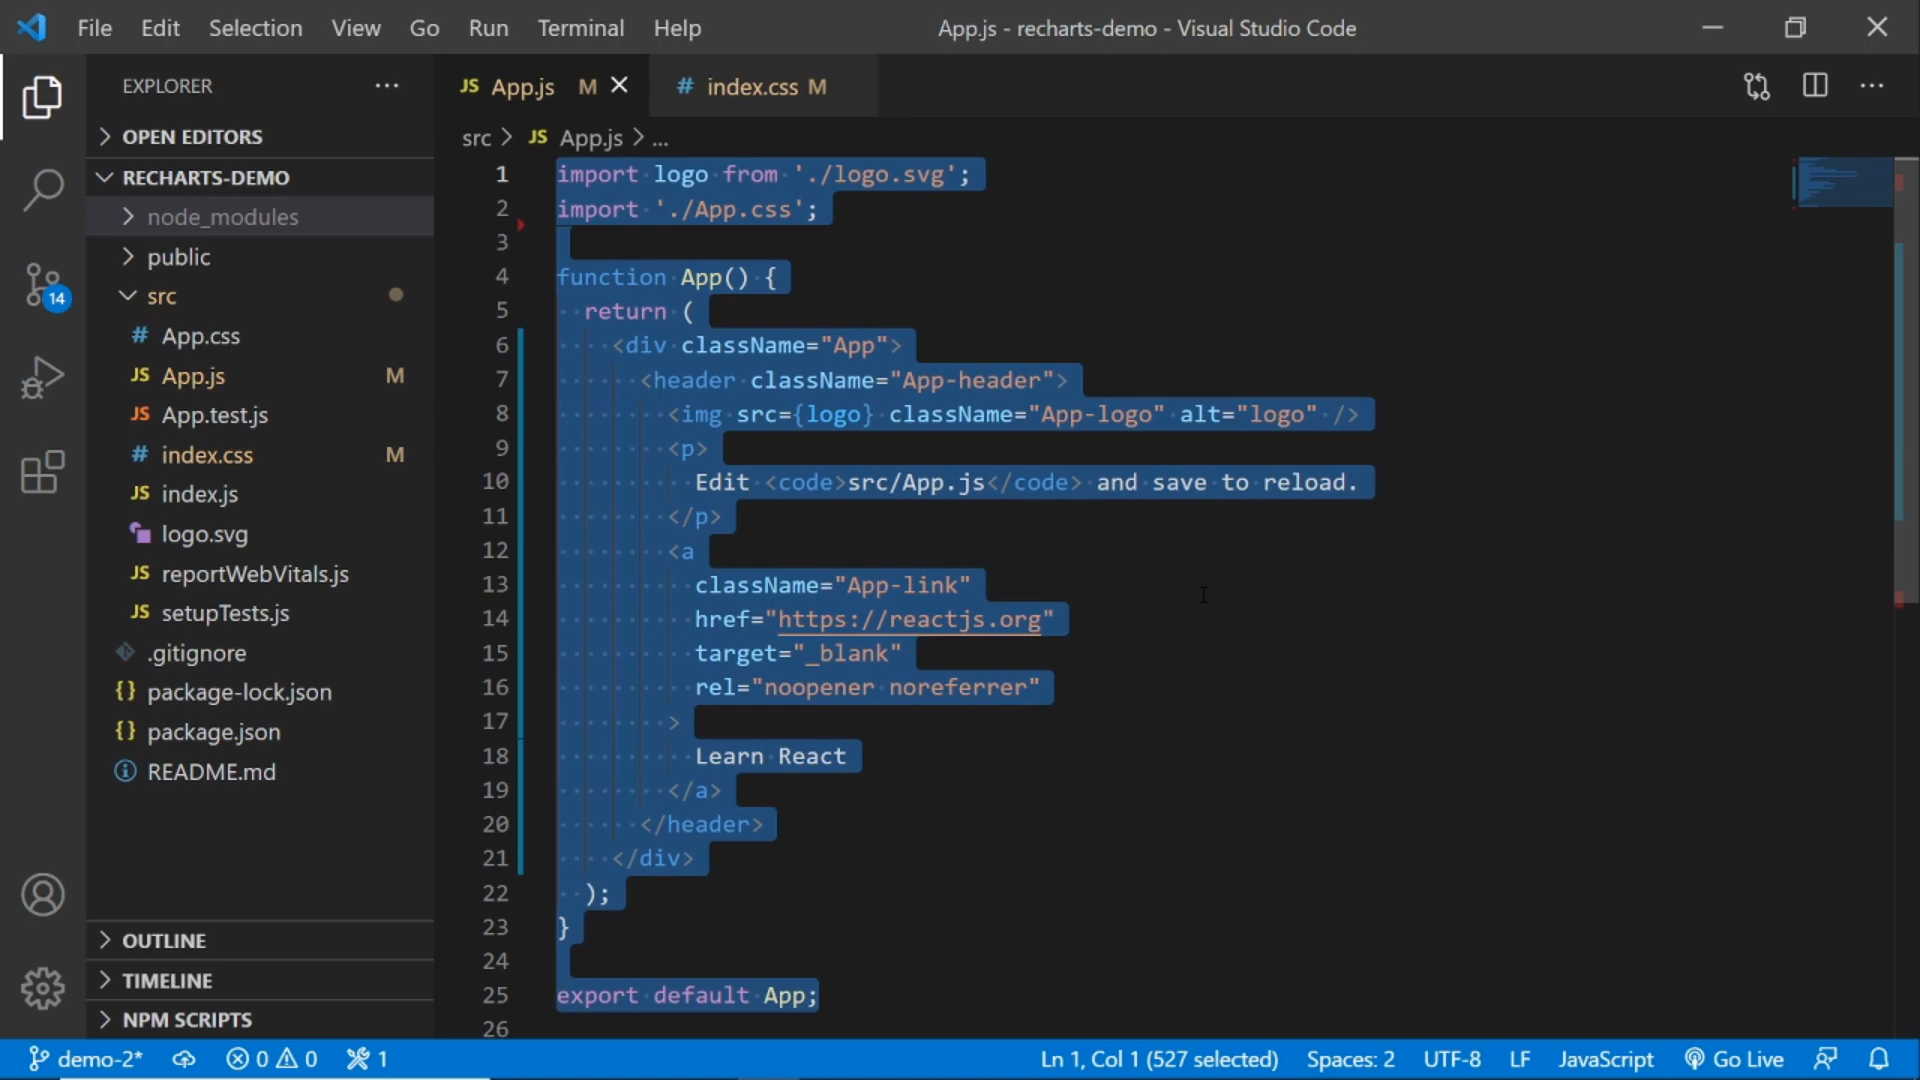 File Edit Selection View Go Run Terminal Help App.js - recharts-demo - Visual Studio Code
EXPLORER
OPEN EDITORS
RECHARTS-DEMO
node_modules
public
src
# App.css
JS App.js M
JS App.test.js
# index.css M
JS index.js
logo.svg
JS reportWebVitals.js
JS setupTests.js
.gitignore
{} package-lock.json
{} package.json
README.md
OUTLINE
TIMELINE
NPM SCRIPTS
14
JS App.js M
# index.css M
src > JS App.js > ...
1 import logo from './logo.svg';
2 import './App.css';
3
4 function App() {
5 return (
6 <div className="App">
7 <header className="App-header">
8 <img src={logo} className="App-logo" alt="logo" />
9 <p>
10 Edit <code>src/App.js</code> and save to reload.
11 </p>
12 <a
13 className="App-link"
14 href="https://reactjs.org"
15 target="_blank"
16 rel="noopener noreferrer"
17 >
18 Learn React
19 </a>
20 </header>
21 </div>
22 );
23 }
24
25 export default App;
26
demo-2* 0 0 1 Ln 1, Col 1 (527 selected) Spaces: 2 UTF-8 LF JavaScript Go Live